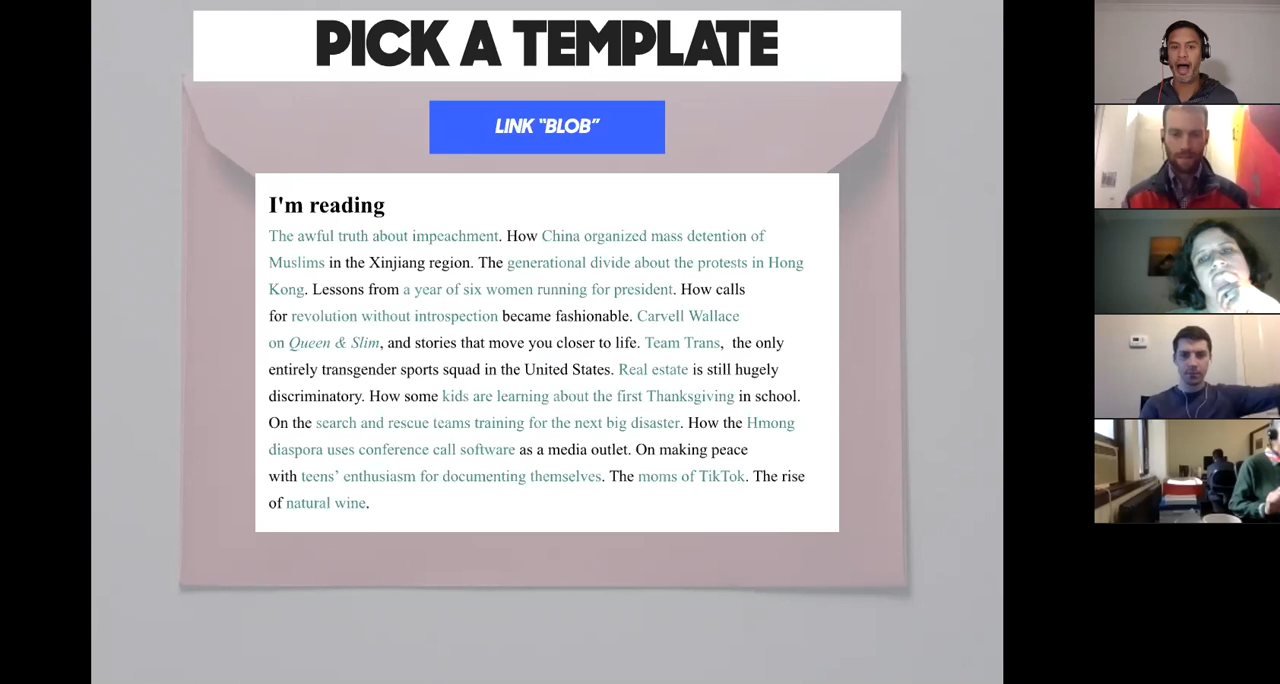 PICK A TEMPLATE
LINK "BLOB"
I'm reading
The awful truth about impeachment. How China organized mass detention of
Muslims in the Xinjiang region. The generational divide about the protests in Hong
Kong. Lessons from a year of six women running for president. How calls
for revolution without introspection became fashionable. Carvell Wallace
on Queen & Slim, and stories that move you closer to life. Team Trans, the only
entirely transgender sports squad in the United States. Real estate is still hugely
discriminatory. How some kids are learning about the first Thanksgiving in school.
On the search and rescue teams training for the next big disaster. How the Hmong
diaspora uses conference call software as a media outlet. On making peace
with teens’ enthusiasm for documenting themselves. The moms of TikTok. The rise
of natural wine.